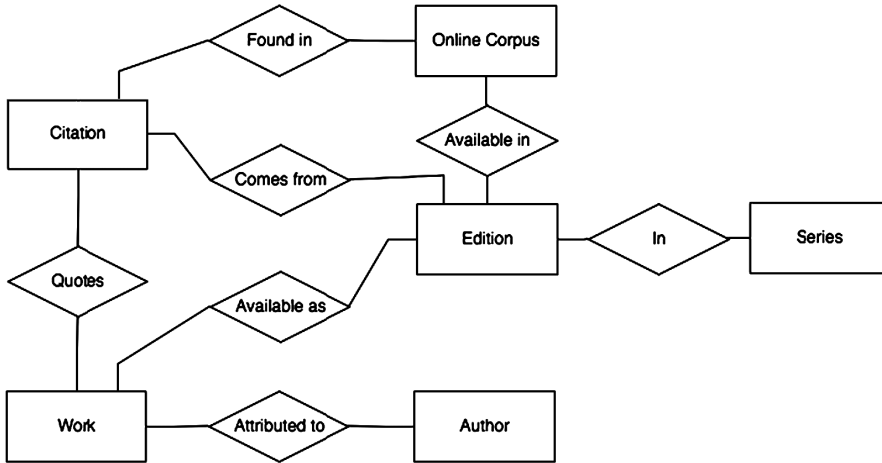 Found in
Online Corpus
Citation
Available in
Comes from
Edition
In
Series
Quotes
Available as
Work
Attributed to
Author